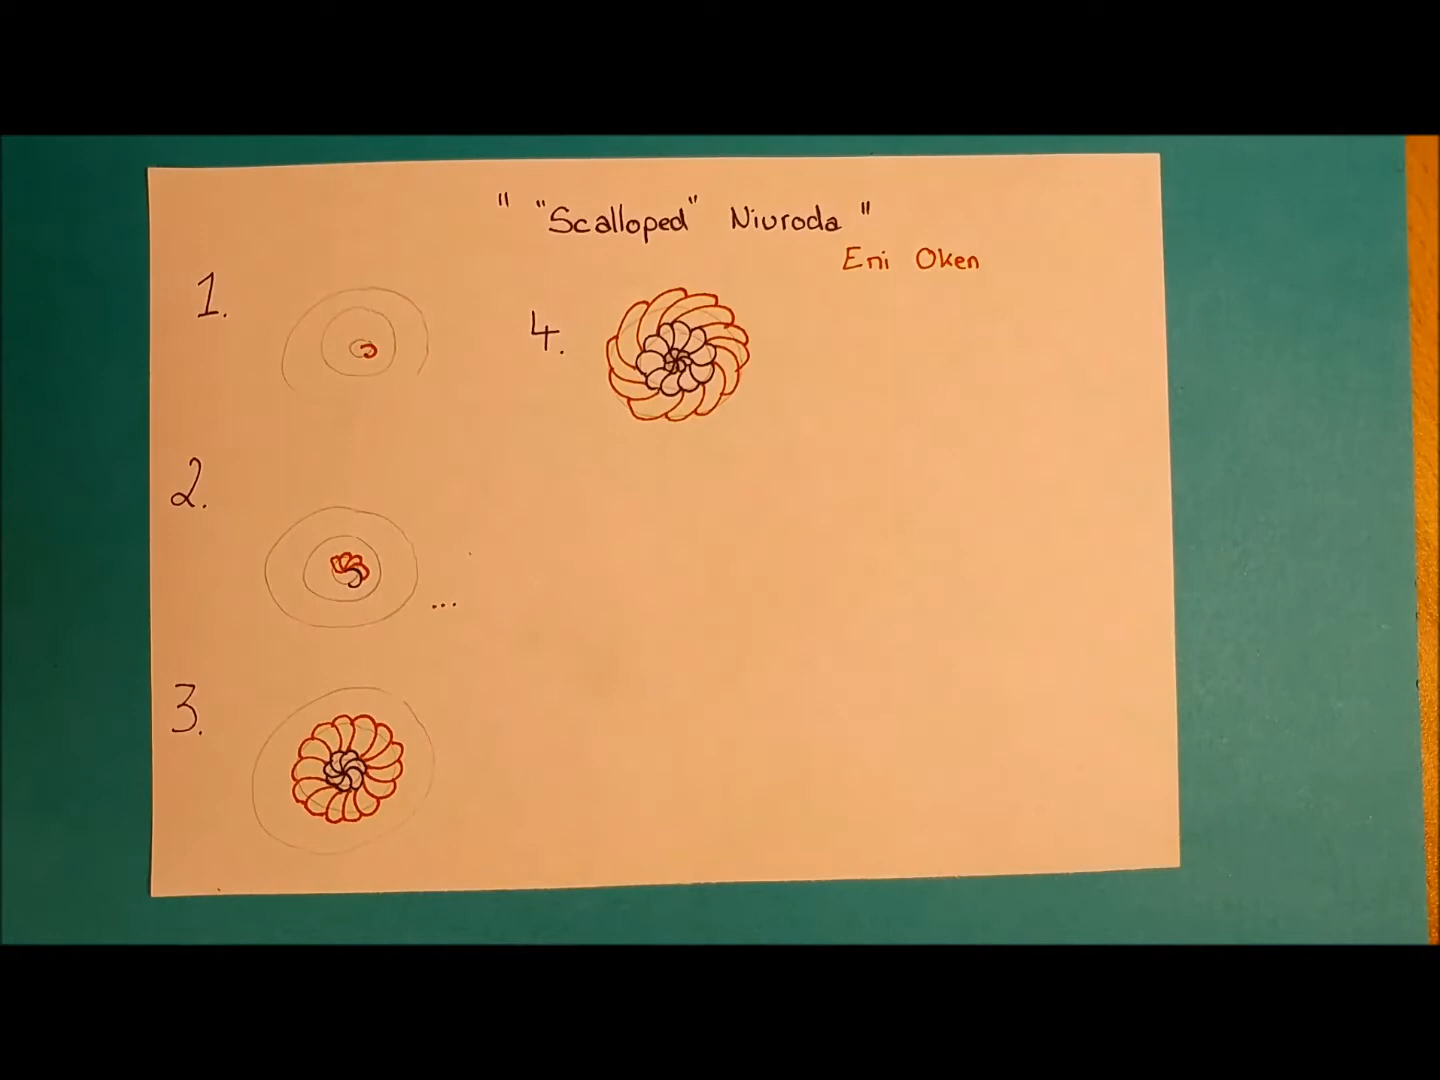 " "Scalloped" Niuroda "
Eni Oken
1.
2.
...
3.
4.